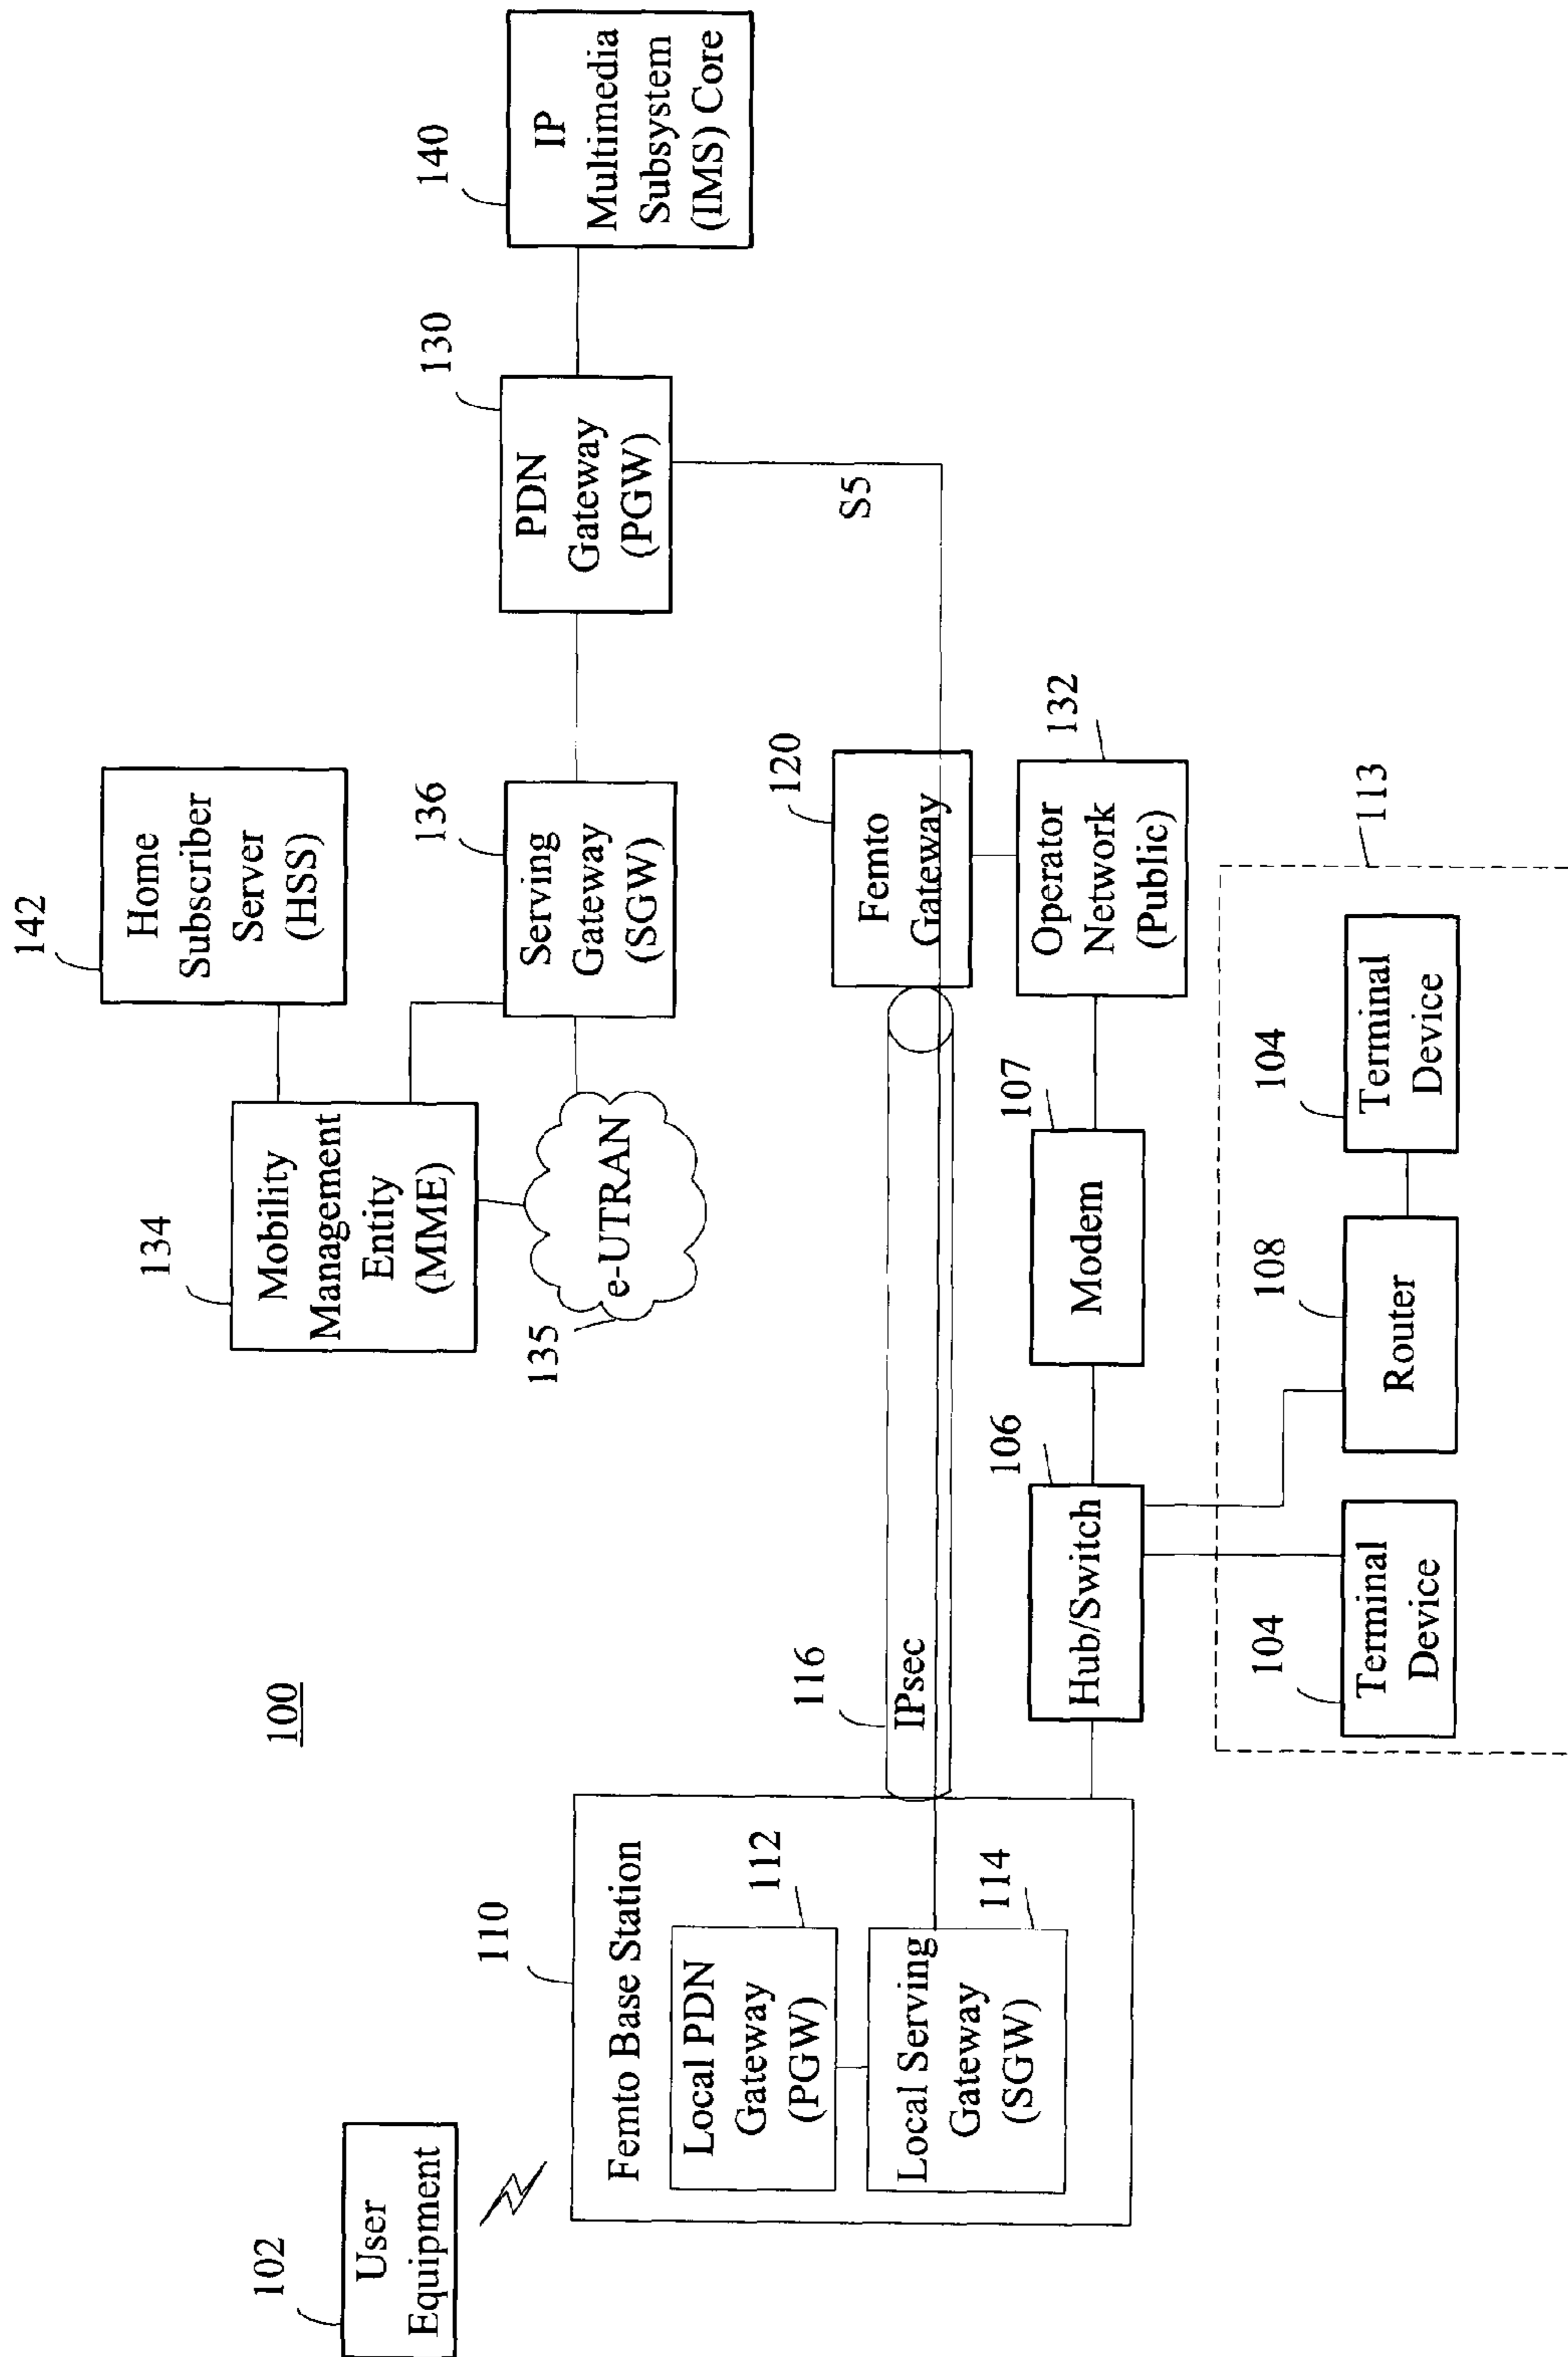 100
102
User
Equipment
110
Femto Base Station
Local PDN
Gateway
(PGW)
112
Local Serving
Gateway
(SGW)
114
116
IPsec
142
Home
Subscriber
Server
(HSS)
134
Mobility
Management
Entity
(MME)
135
e-UTRAN
136
Serving
Gateway
(SGW)
130
PDN
Gateway
(PGW)
140
IP
Multimedia
Subsystem
(IMS) Core
S5
120
Femto
Gateway
106
Hub/Switch
107
Modem
132
Operator
Network
(Public)
113
104
Terminal
Device
108
Router
104
Terminal
Device